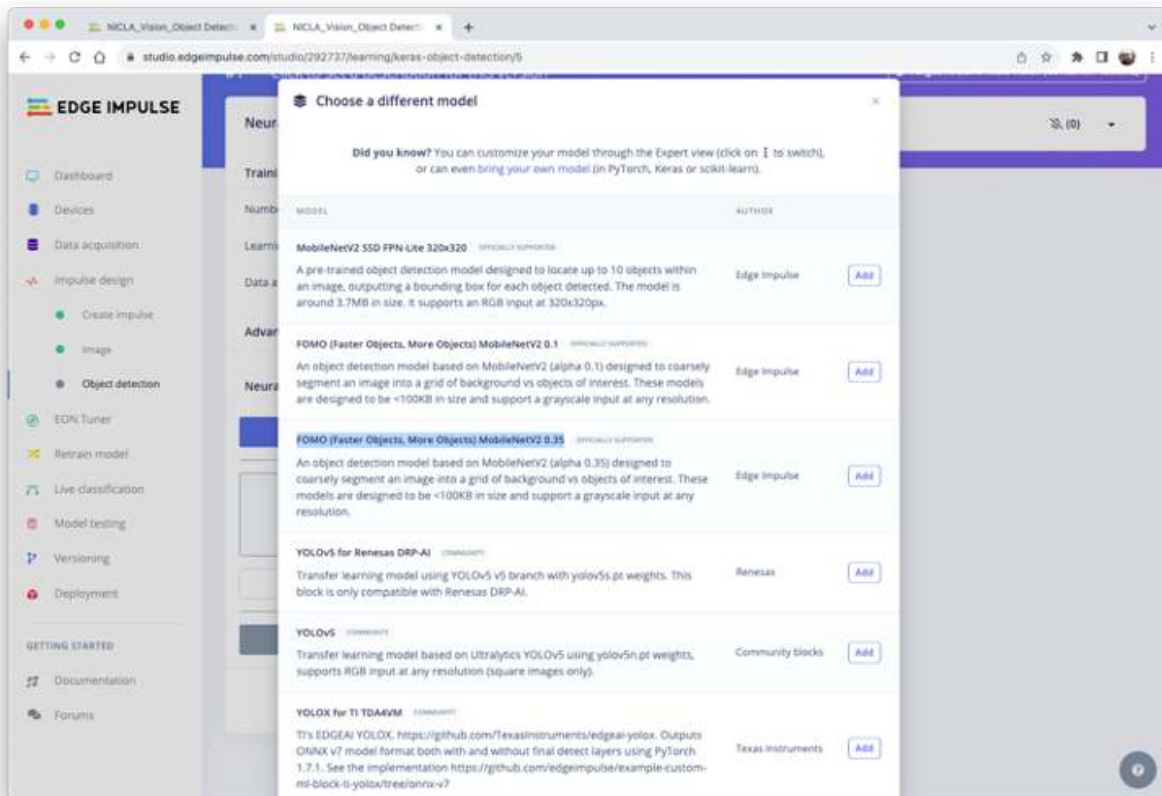 NICLA_Vision_Object Detect
NICLA_Vision_Object Detect
studio.edgeimpulse.com/studio/292737/learning/keras-object-detection/5
EDGE IMPULSE
Dashboard
Devices
Data acquisition
Impulse design
Create impulse
Image
Object detection
EON Tuner
Retrain model
Live classification
Model testing
Versioning
Deployment
GETTING STARTED
Documentation
Forums
Neur
(0)
Traini
Numb
Learni
Data a
Advar
Neura
Choose a different model
Did you know? You can customize your model through the Expert view (click on to switch),
or can even bring your own model (in PyTorch, Keras or scikit-learn).
MODEL AUTHOR
MobileNetV2 SSD FPN-Lite 320x320 OFFICIALLY SUPPORTED
A pre-trained object detection model designed to locate up to 10 objects within
an image, outputting a bounding box for each object detected. The model is
around 3.7MB in size. It supports an RGB input at 320x320px.
Edge Impulse
Add
FOMO (Faster Objects, More Objects) MobileNetV2 0.1 OFFICIALLY SUPPORTED
An object detection model based on MobileNetV2 (alpha 0.1) designed to coarsely
segment an image into a grid of background vs objects of interest. These models
are designed to be <100KB in size and support a grayscale input at any resolution.
Edge Impulse
Add
FOMO (Faster Objects, More Objects) MobileNetV2 0.35 OFFICIALLY SUPPORTED
An object detection model based on MobileNetV2 (alpha 0.35) designed to
coarsely segment an image into a grid of background vs objects of interest. These
models are designed to be <100KB in size and support a grayscale input at any
resolution.
Edge Impulse
Add
YOLOv5 for Renesas DRP-AI COMMUNITY
Transfer learning model using YOLOv5 v5 branch with yolov5s.pt weights. This
block is only compatible with Renesas DRP-AI.
Renesas
Add
YOLOv5 COMMUNITY
Transfer learning model based on Ultralytics YOLOv5 using yolov5n.pt weights,
supports RGB input at any resolution (square images only).
Community blocks
Add
YOLOX for TI TDA4VM COMMUNITY
TI's EDGEAI YOLOX, https://github.com/TexasInstruments/edgeai-yolox. Outputs
ONNX v7 model format both with and without final detect layers using PyTorch
1.7.1. See the implementation https://github.com/edgeimpulse/example-custom-
ml-block-ti-yolox/tree/onnx-v7
Texas Instruments
Add